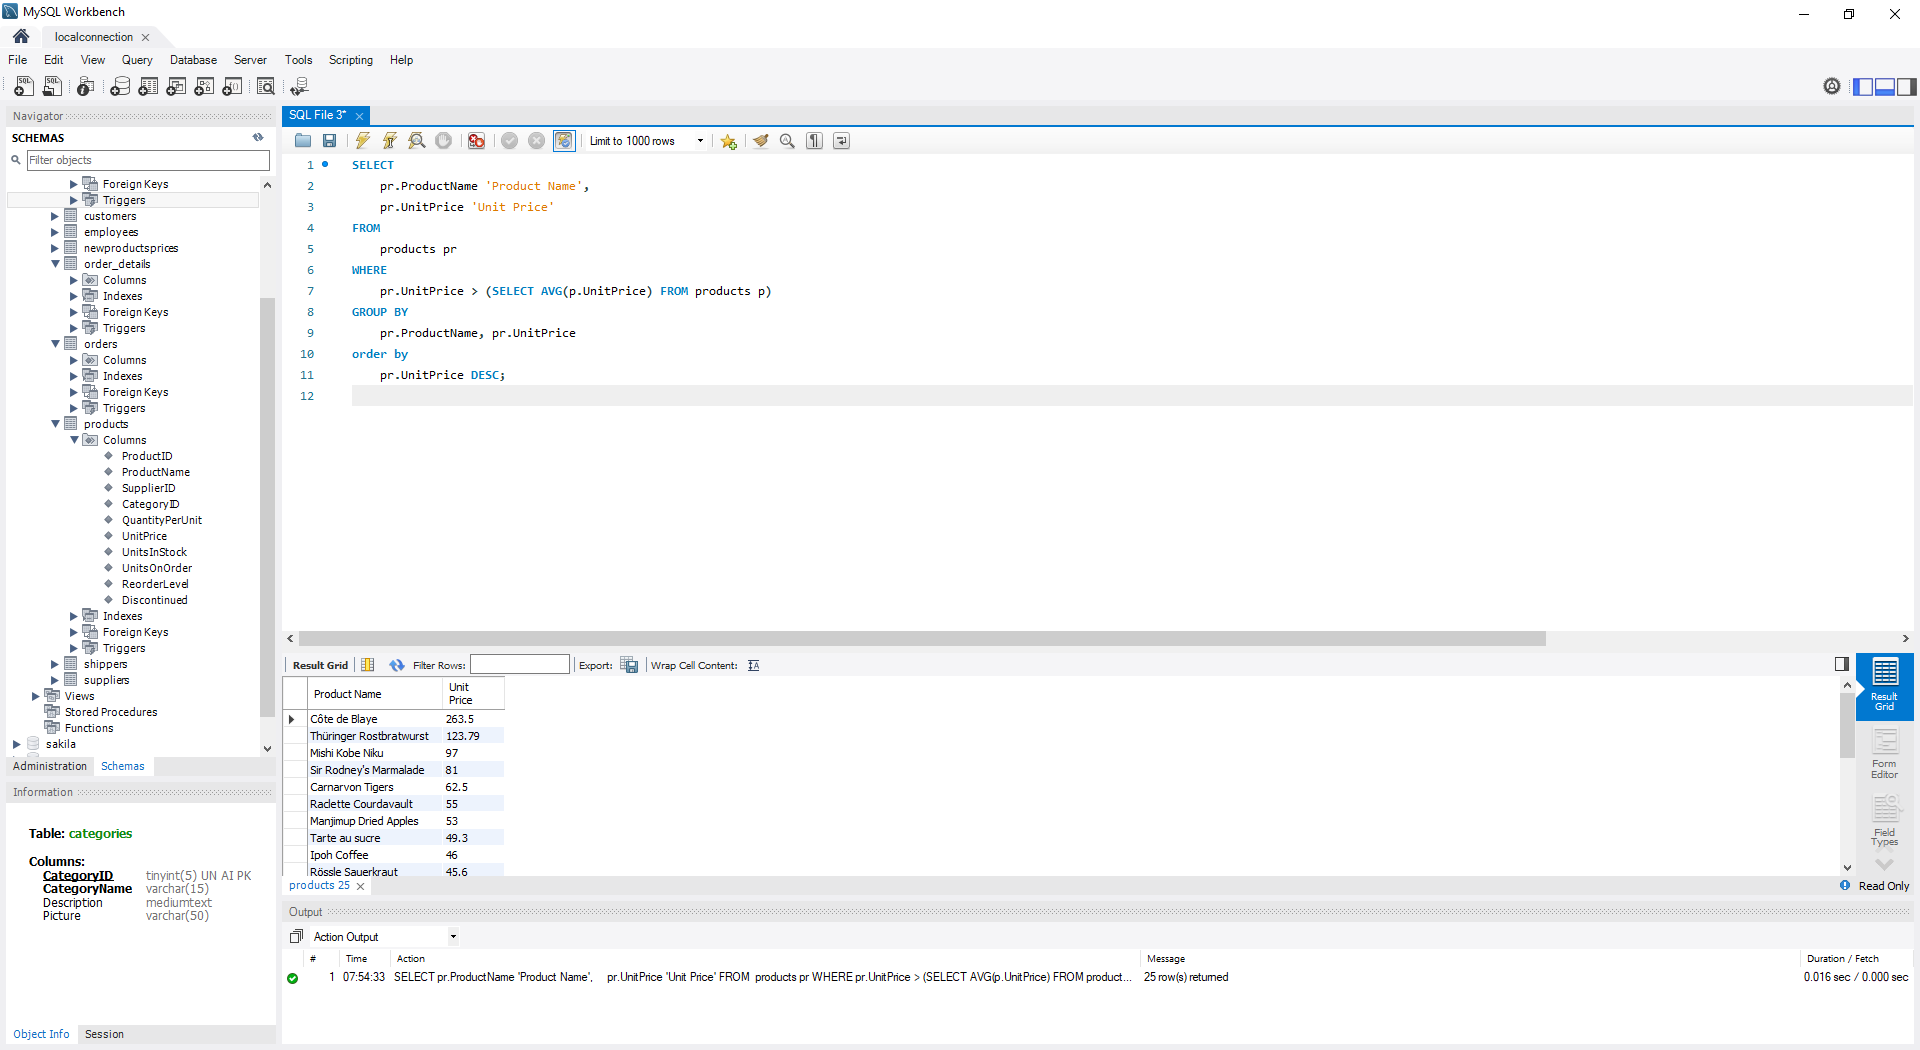 MySQL Workbench
localconnection
File Edit View Query Database Server Tools Scripting Help
Navigator
SCHEMAS
Filter objects
Foreign Keys
Triggers
customers
employees
newproductsprices
order_details
Columns
Indexes
Foreign Keys
Triggers
orders
Columns
Indexes
Foreign Keys
Triggers
products
Columns
ProductID
ProductName
SupplierID
CategoryID
QuantityPerUnit
UnitPrice
UnitsInStock
UnitsOnOrder
ReorderLevel
Discontinued
Indexes
Foreign Keys
Triggers
shippers
suppliers
Views
Stored Procedures
Functions
sakila
Administration Schemas
Information
Table: categories
Columns:
CategoryID tinyint(5) UN AI PK
CategoryName varchar(15)
Description mediumtext
Picture varchar(50)
Object Info Session
SQL File 3*
Limit to 1000 rows
1 SELECT
2 pr.ProductName 'Product Name',
3 pr.UnitPrice 'Unit Price'
4 FROM
5 products pr
6 WHERE
7 pr.UnitPrice > (SELECT AVG(p.UnitPrice) FROM products p)
8 GROUP BY
9 pr.ProductName, pr.UnitPrice
10 order by
11 pr.UnitPrice DESC;
12
Result Grid Filter Rows: Export: Wrap Cell Content:
Product Name Unit Price
Côte de Blaye 263.5
Thüringer Rostbratwurst 123.79
Mishi Kobe Niku 97
Sir Rodney's Marmalade 81
Carnarvon Tigers 62.5
Raclette Courdavault 55
Manjimup Dried Apples 53
Tarte au sucre 49.3
Ipoh Coffee 46
Rössle Sauerkraut 45.6
Result Grid
Form Editor
Field Types
products 25
Read Only
Output
Action Output
# Time Action Message Duration / Fetch
1 07:54:33 SELECT pr.ProductName 'Product Name', pr.UnitPrice 'Unit Price' FROM products pr WHERE pr.UnitPrice > (SELECT AVG(p.UnitPrice) FROM product... 25 row(s) returned 0.016 sec / 0.000 sec